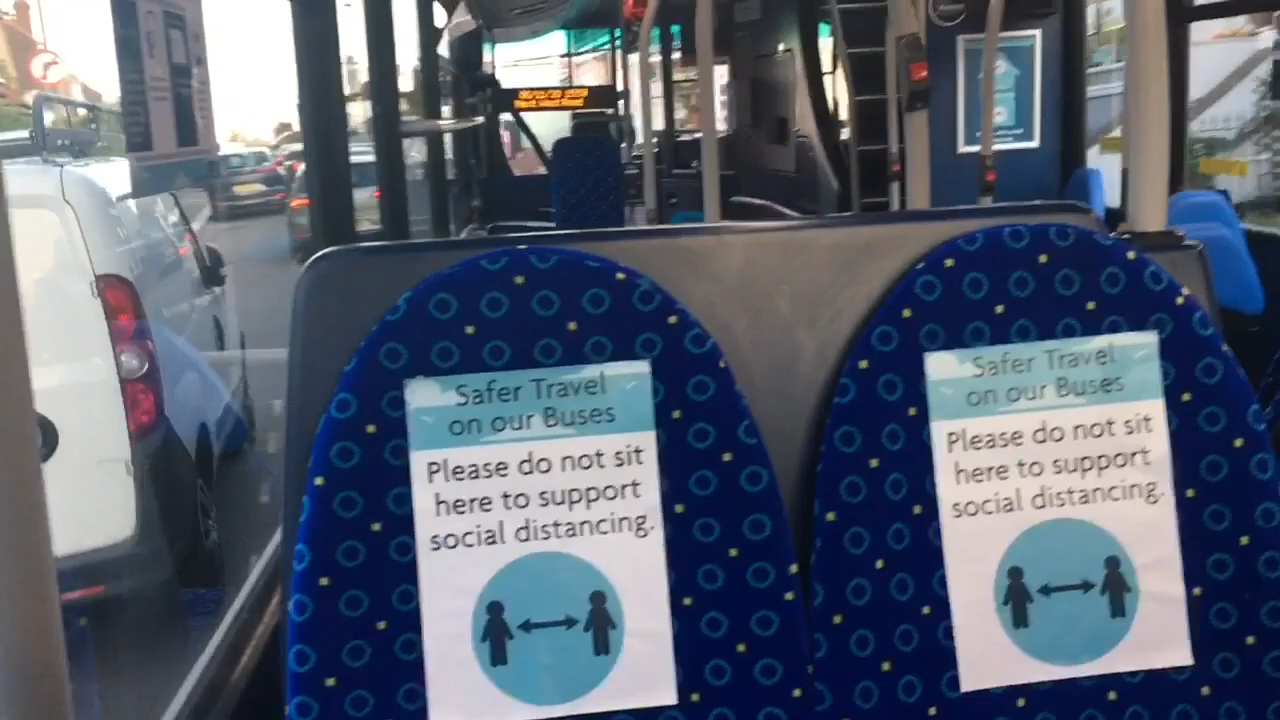 Safer Travel
on our Buses
Please do not sit
here to support
social distancing.
Safer Travel
on our Buses
Please do not sit
here to support
social distancing.